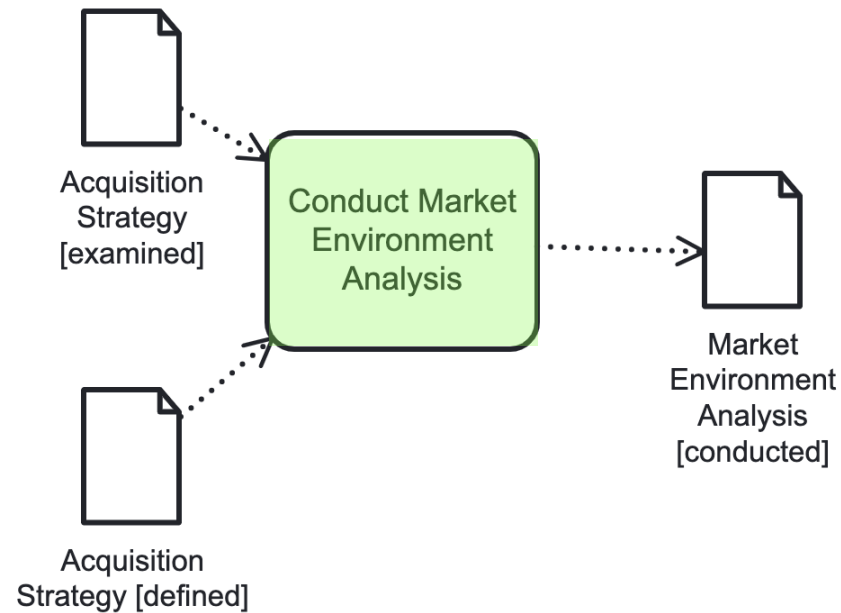 Acquisition
Strategy
[examined]
Conduct Market
Environment
Analysis
Market
Environment
Analysis
[conducted]
Acquisition
Strategy [defined]